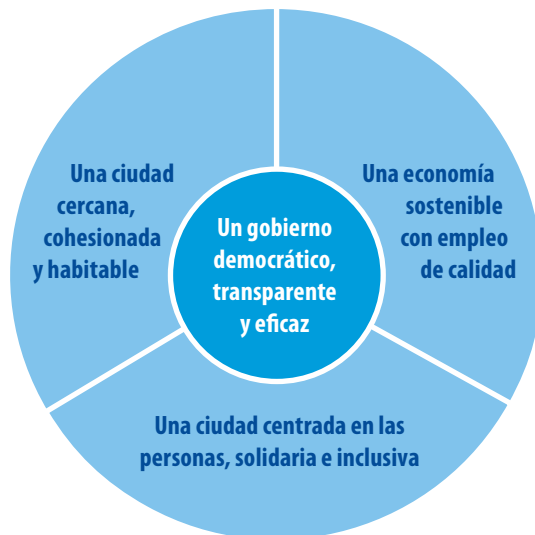 Una ciudad
cercana,
cohesionada
y habitable
Un gobierno
democrático,
transparente
y eficaz
Una economía
sostenible
con empleo
de calidad
Una ciudad centrada en las
personas, solidaria e inclusiva